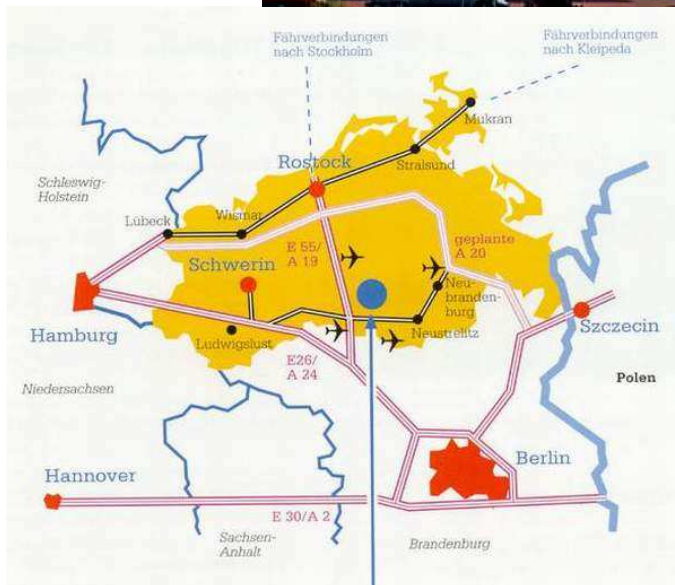 Fährverbindungen
nach Stockholm
Fährverbindungen
nach Kleipeda
Mukran
Rostock
Stralsund
Schleswig-
Holstein
Lübeck
Wismar
E 55/
A 19
geplante
A 20
Schwerin
Neu-
branden-
burg
Hamburg
Ludwigslust
Neustrelitz
Szczecin
E26/
A 24
Niedersachsen
Polen
Hannover
Berlin
E 30/A 2
Sachsen-
Anhalt
Brandenburg